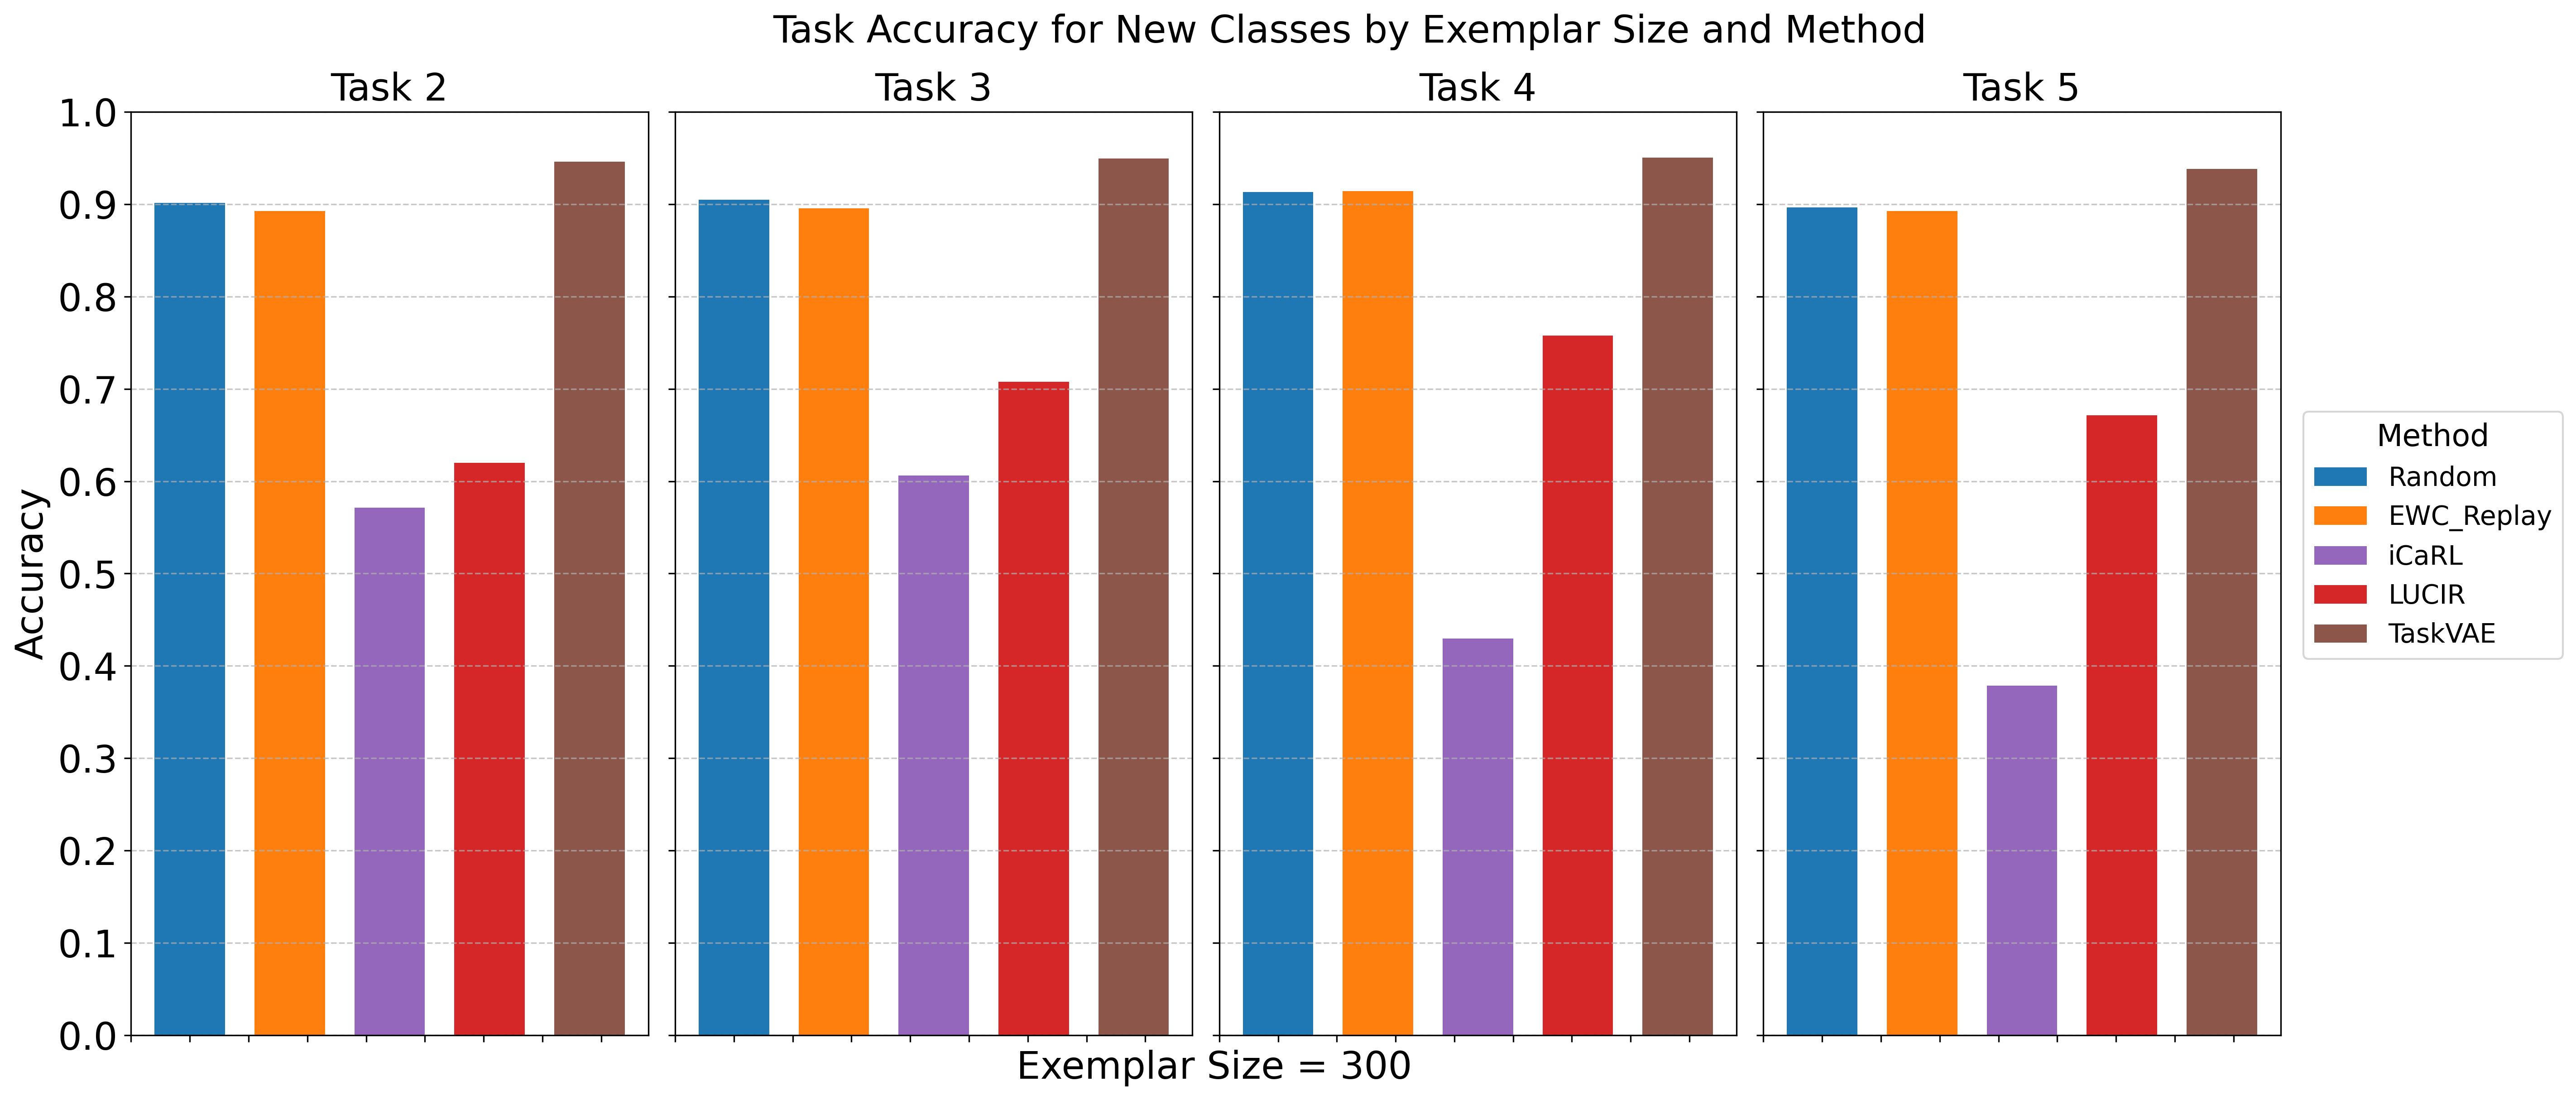 Task Accuracy for New Classes by Exemplar Size and Method
Task 2
Task 3
Task 4
Task 5
1.0
0.9
0.8
0.7
0.6
0.5
0.4
0.3
0.2
0.1
0.0
Accuracy
Exemplar Size = 300
Method
Random
EWC_Replay
iCaRL
LUCIR
TaskVAE